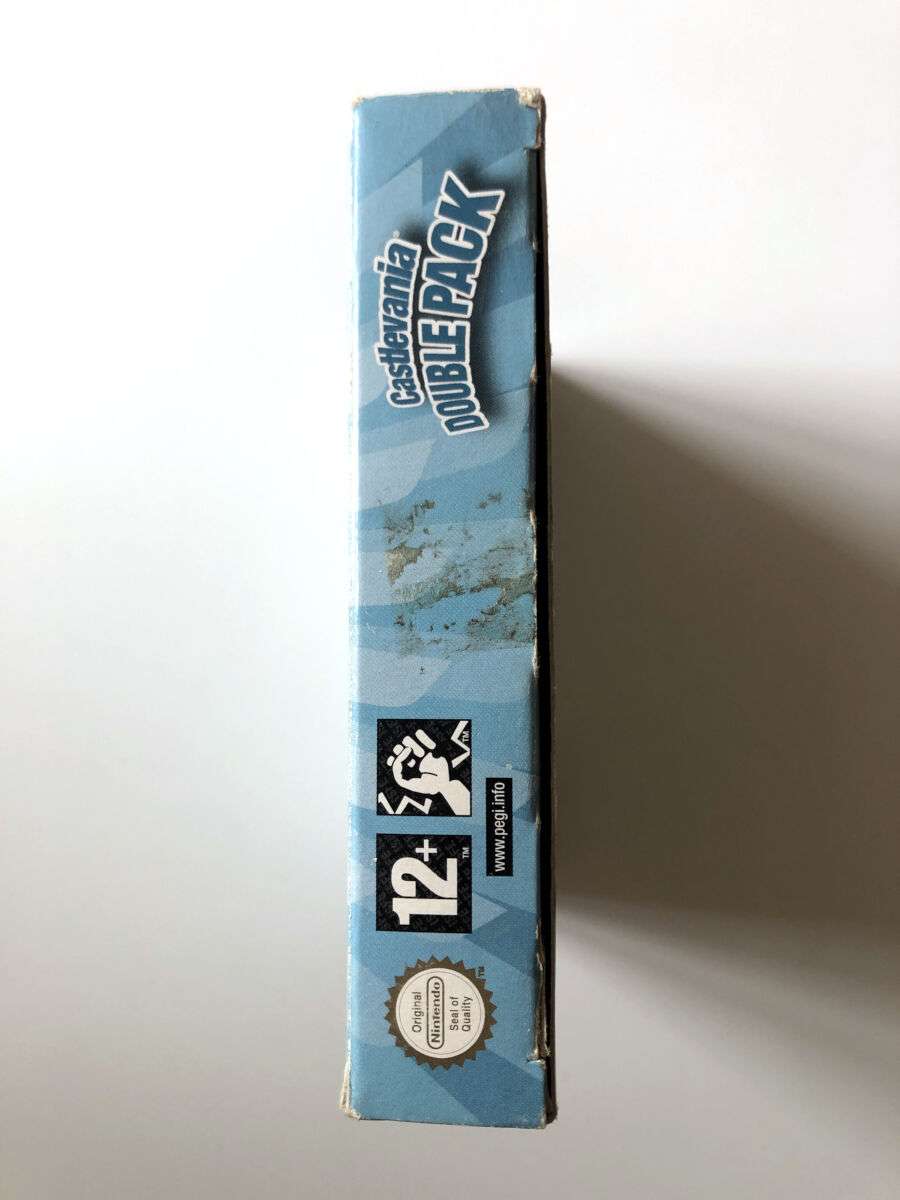 Castlevania®
DOUBLE PACK
™
12+
™
www.pegi.info
Original
Nintendo
Seal of
Quality
™